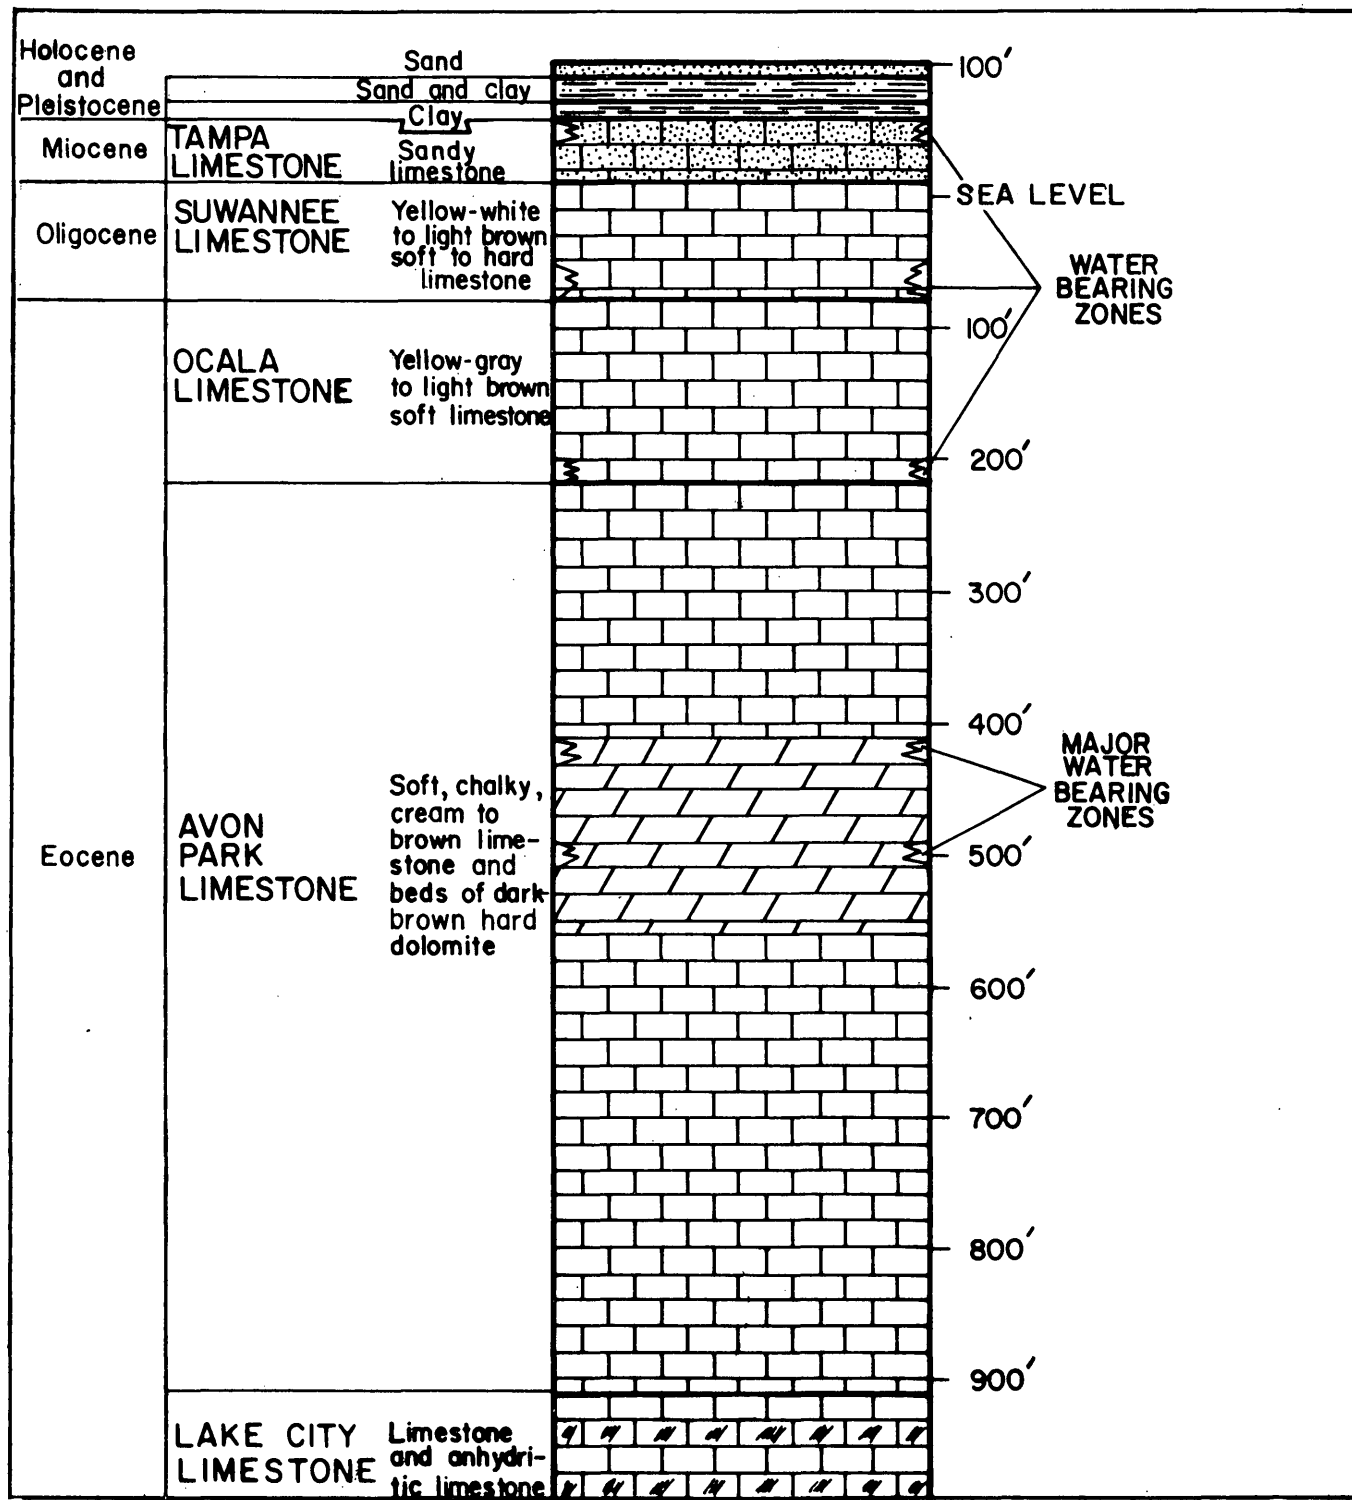 Holocene
and
Pleistocene
Sand
Sand and clay
Clay
100'
Miocene
TAMPA
LIMESTONE
Sandy
limestone
SEA LEVEL
Oligocene
SUWANNEE
LIMESTONE
Yellow-white
to light brown
soft to hard
limestone
WATER
BEARING
ZONES
100'
OCALA
LIMESTONE
Yellow-gray
to light brown
soft limestone
200'
300'
400'
MAJOR
WATER
BEARING
ZONES
Eocene
AVON
PARK
LIMESTONE
Soft, chalky,
cream to
brown lime-
stone and
beds of dark
brown hard
dolomite
500'
600'
700'
800'
900'
LAKE CITY
LIMESTONE
Limestone
and anhydri-
tic limestone